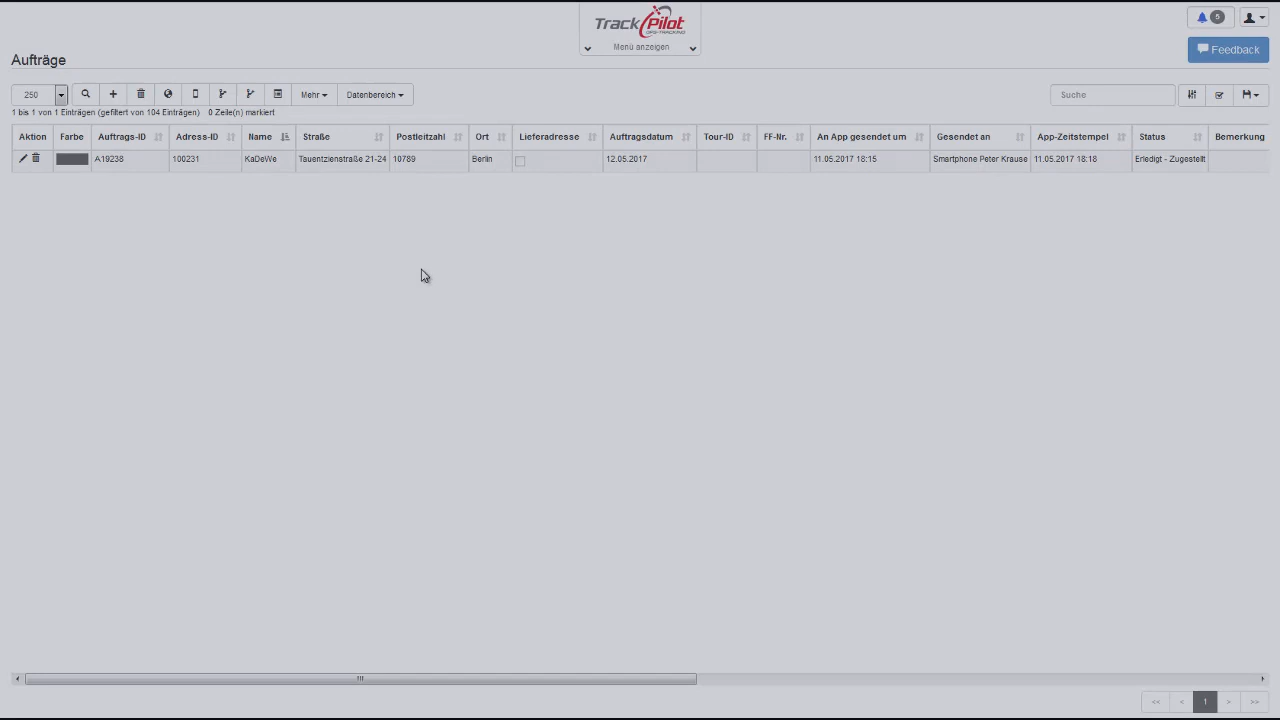 TrackPilot
GPS-TRACKING
Menü anzeigen
5
Feedback
Aufträge
250 Mehr Datenbereich Suche
1 bis 1 von 1 Einträgen (gefiltert von 104 Einträgen) 0 Zeile(n) markiert
Aktion Farbe Auftrags-ID Adress-ID Name Straße Postleitzahl Ort Lieferadresse Auftragsdatum Tour-ID FF-Nr. An App gesendet um Gesendet an App-Zeitstempel Status Bemerkung
A19238 100231 KaDeWe Tauentzienstraße 21-24 10789 Berlin 12.05.2017 11.05.2017 18:15 Smartphone Peter Krause 11.05.2017 18:18 Erledigt - Zugestellt
<< < 1 > >>